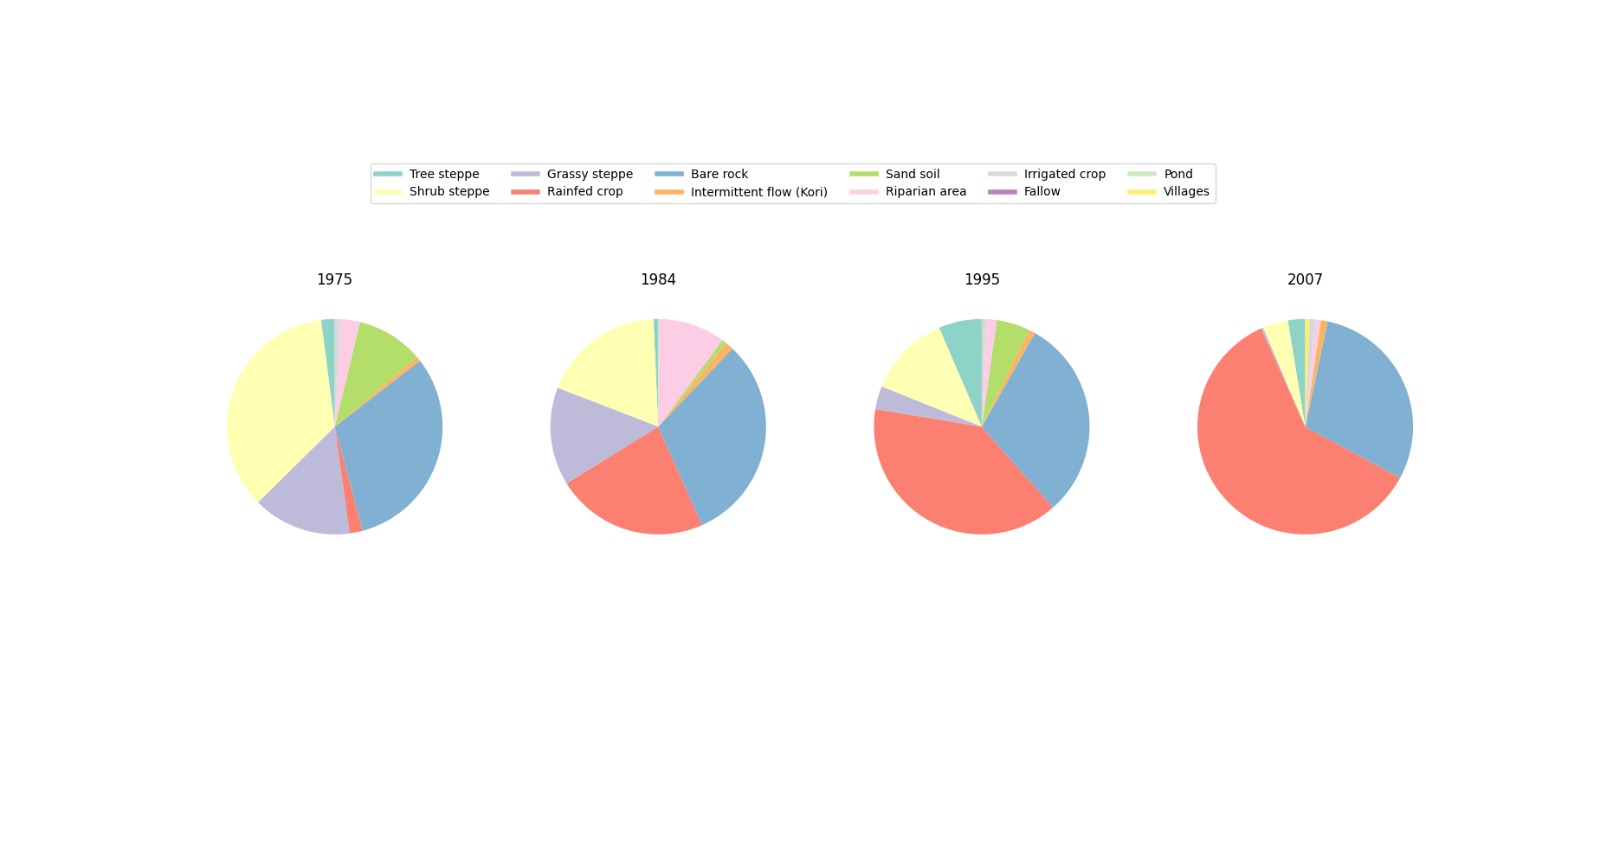 Tree steppe Grassy steppe Bare rock Sand soil Irrigated crop Pond
Shrub steppe Rainfed crop Intermittent flow (Kori) Riparian area Fallow Villages
1975 1984 1995 2007